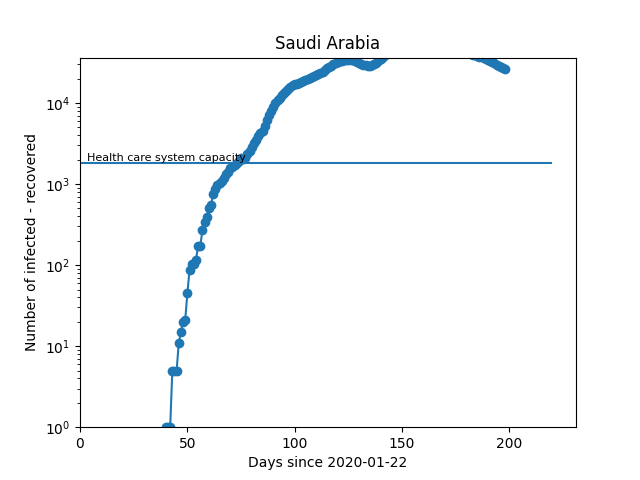 Saudi Arabia
Number of infected - recovered
10^4
10^3
10^2
10^1
10^0
Health care system capacity
0 50 100 150 200
Days since 2020-01-22